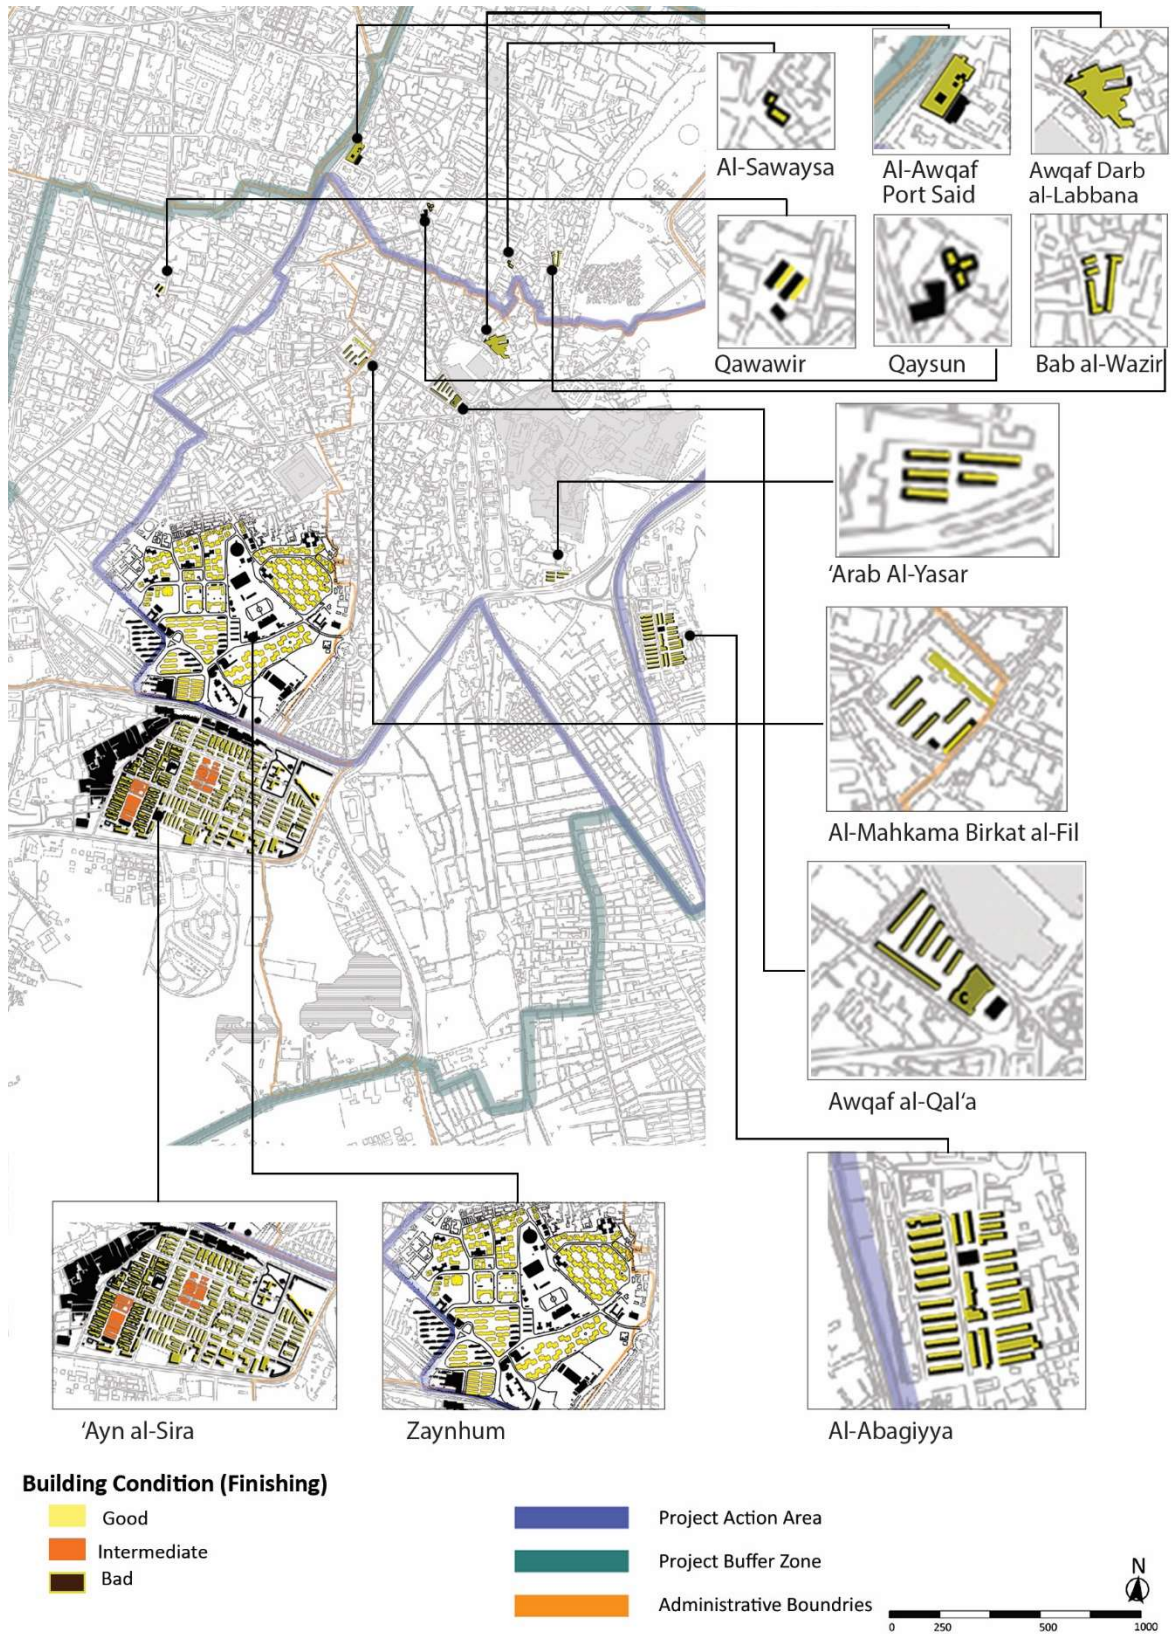 Al-Sawaysa
Al-Awqaf
Port Said
Awqaf Darb
al-Labbana
Qawawir
Qaysun
Bab al-Wazir
‘Arab Al-Yasar
Al-Mahkama Birkat al-Fil
Awqaf al-Qal‘a
‘Ayn al-Sira
Zaynhum
Al-Abagiyya
Building Condition (Finishing)
Good
Intermediate
Bad
Project Action Area
Project Buffer Zone
Administrative Boundries
N
0 250 500 1000